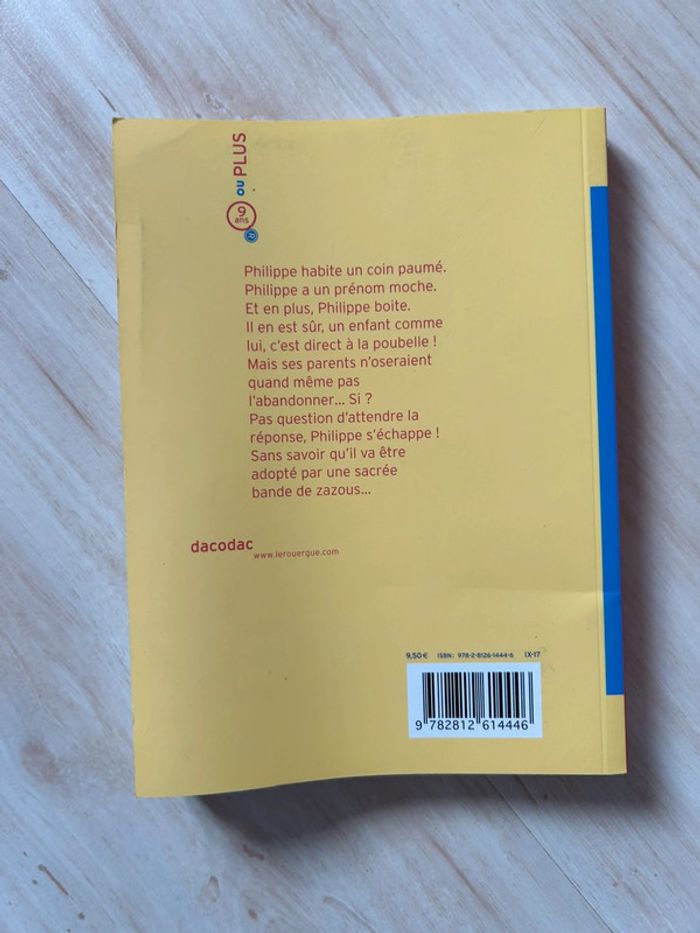 9 ans ou PLUS
Philippe habite un coin paumé.
Philippe a un prénom moche.
Et en plus, Philippe boite.
Il en est sûr, un enfant comme
lui, c'est direct à la poubelle !
Mais ses parents n'oseraient
quand même pas
l'abandonner... Si ?
Pas question d'attendre la
réponse, Philippe s'échappe !
Sans savoir qu'il va être
adopté par une sacrée
bande de zazous...
dacodac
www.lerouergue.com
9,50 € ISBN : 978-2-8126-1444-6 IX-17
9 782812 614446